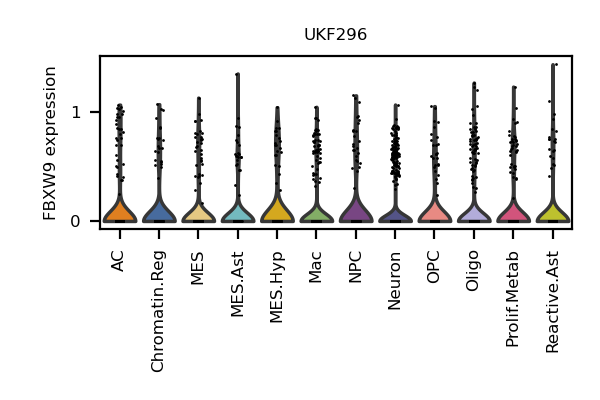 UKF296
FBXW9 expression
1
0
AC
Chromatin.Reg
MES
MES.Ast
MES.Hyp
Mac
NPC
Neuron
OPC
Oligo
Prolif.Metab
Reactive.Ast